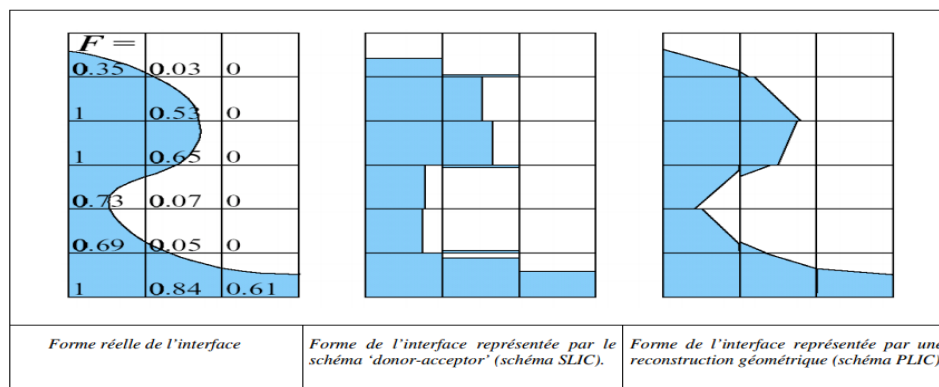 F =
0.35 0.03 0
1 0.53 0
1 0.65 0
0.73 0.07 0
0.69 0.05 0
1 0.84 0.61
Forme réelle de l'interface
Forme de l'interface représentée par le
schéma 'donor-acceptor' (schéma SLIC).
Forme de l'interface représentée par une
reconstruction géométrique (schéma PLIC)